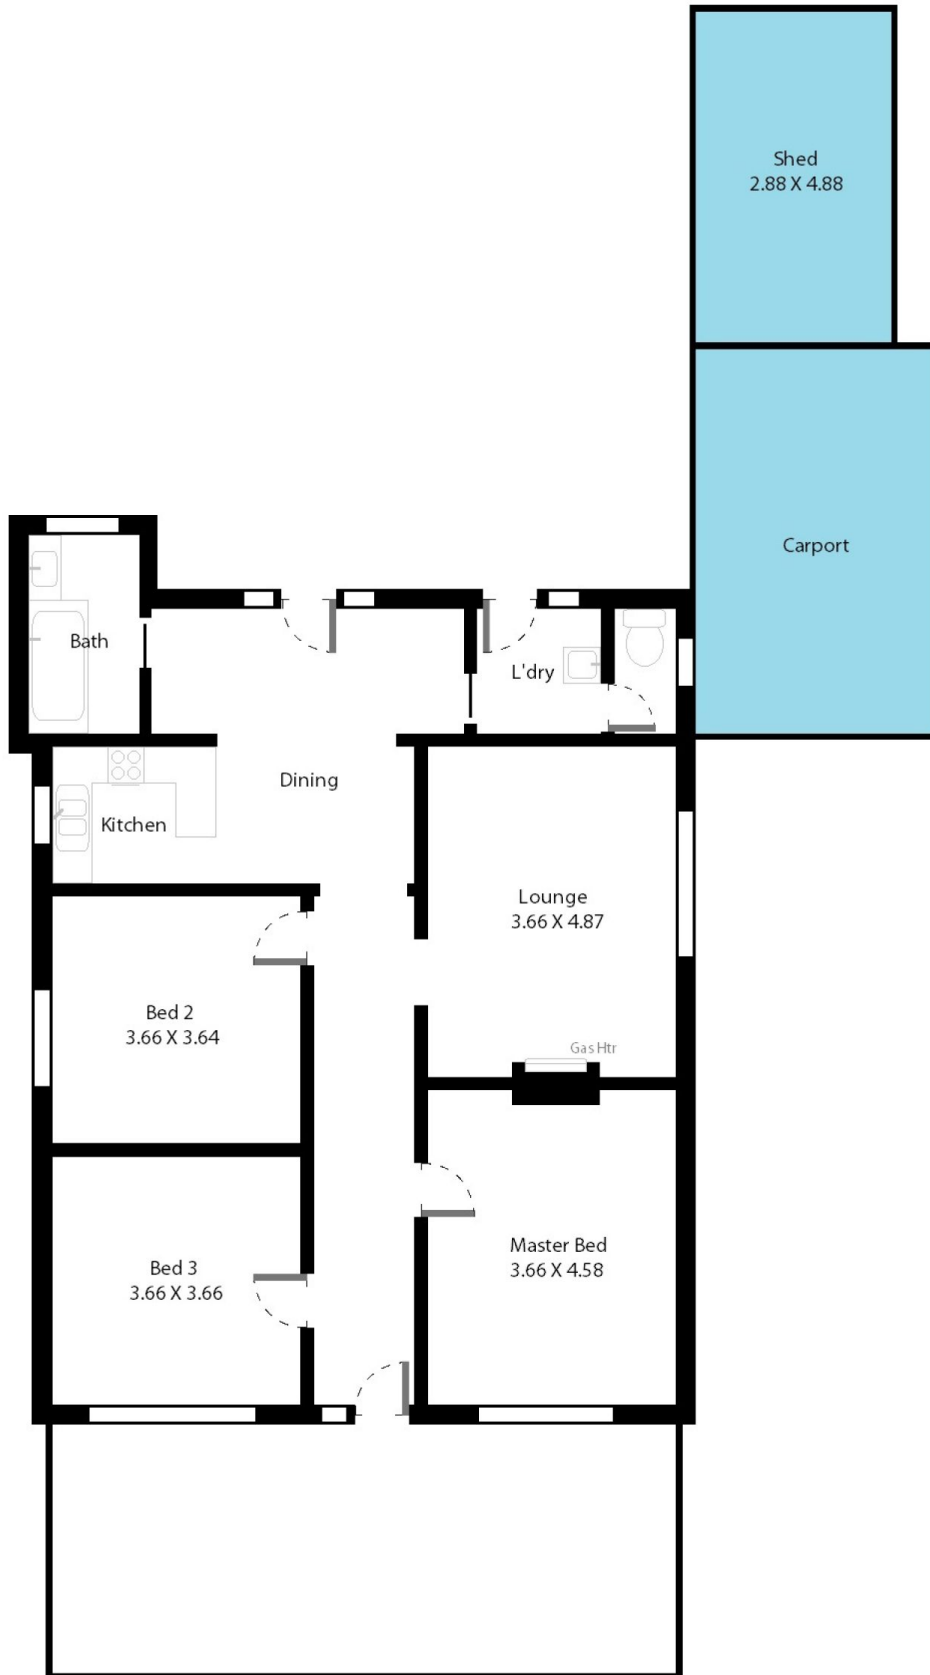 Shed
2.88 X 4.88
Carport
Bath
L'dry
Dining
Kitchen
Lounge
3.66 X 4.87
Bed 2
3.66 X 3.64
Gas Htr
Master Bed
3.66 X 4.58
Bed 3
3.66 X 3.66